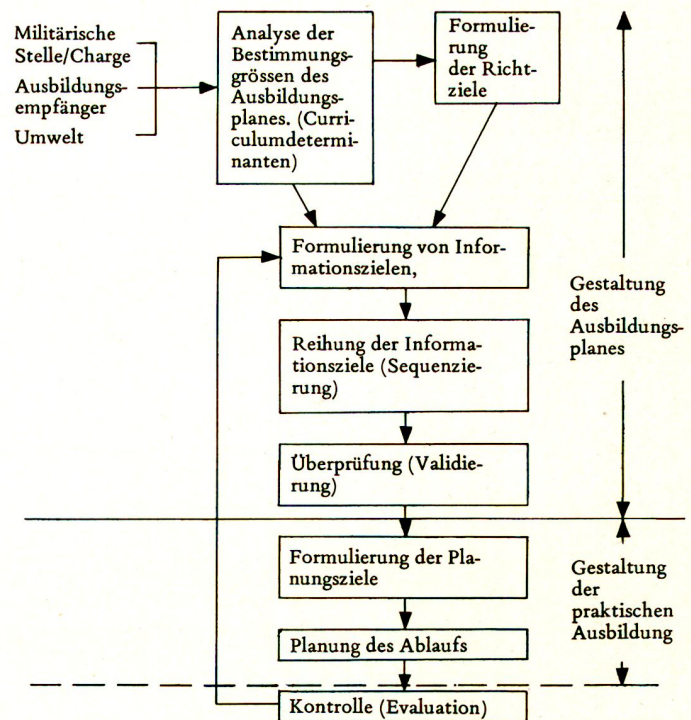 Militärische
Stelle/Charge
Ausbildungs-
empfänger
Umwelt
Analyse der
Bestimmungs-
grössen des
Ausbildungs-
planes. (Curri-
culumdetermi-
nanten)
Formulie-
rung
der Richt-
ziele
Formulierung von Infor-
mationszielen,
Reihung der Informa-
tionsziele (Sequenzie-
rung)
Überprüfung (Validie-
rung)
Gestaltung
des
Ausbildungs-
planes
Formulierung der Pla-
nungsziele
Planung des Ablaufs
Gestaltung
der
praktischen
Ausbildung
Kontrolle (Evaluation)